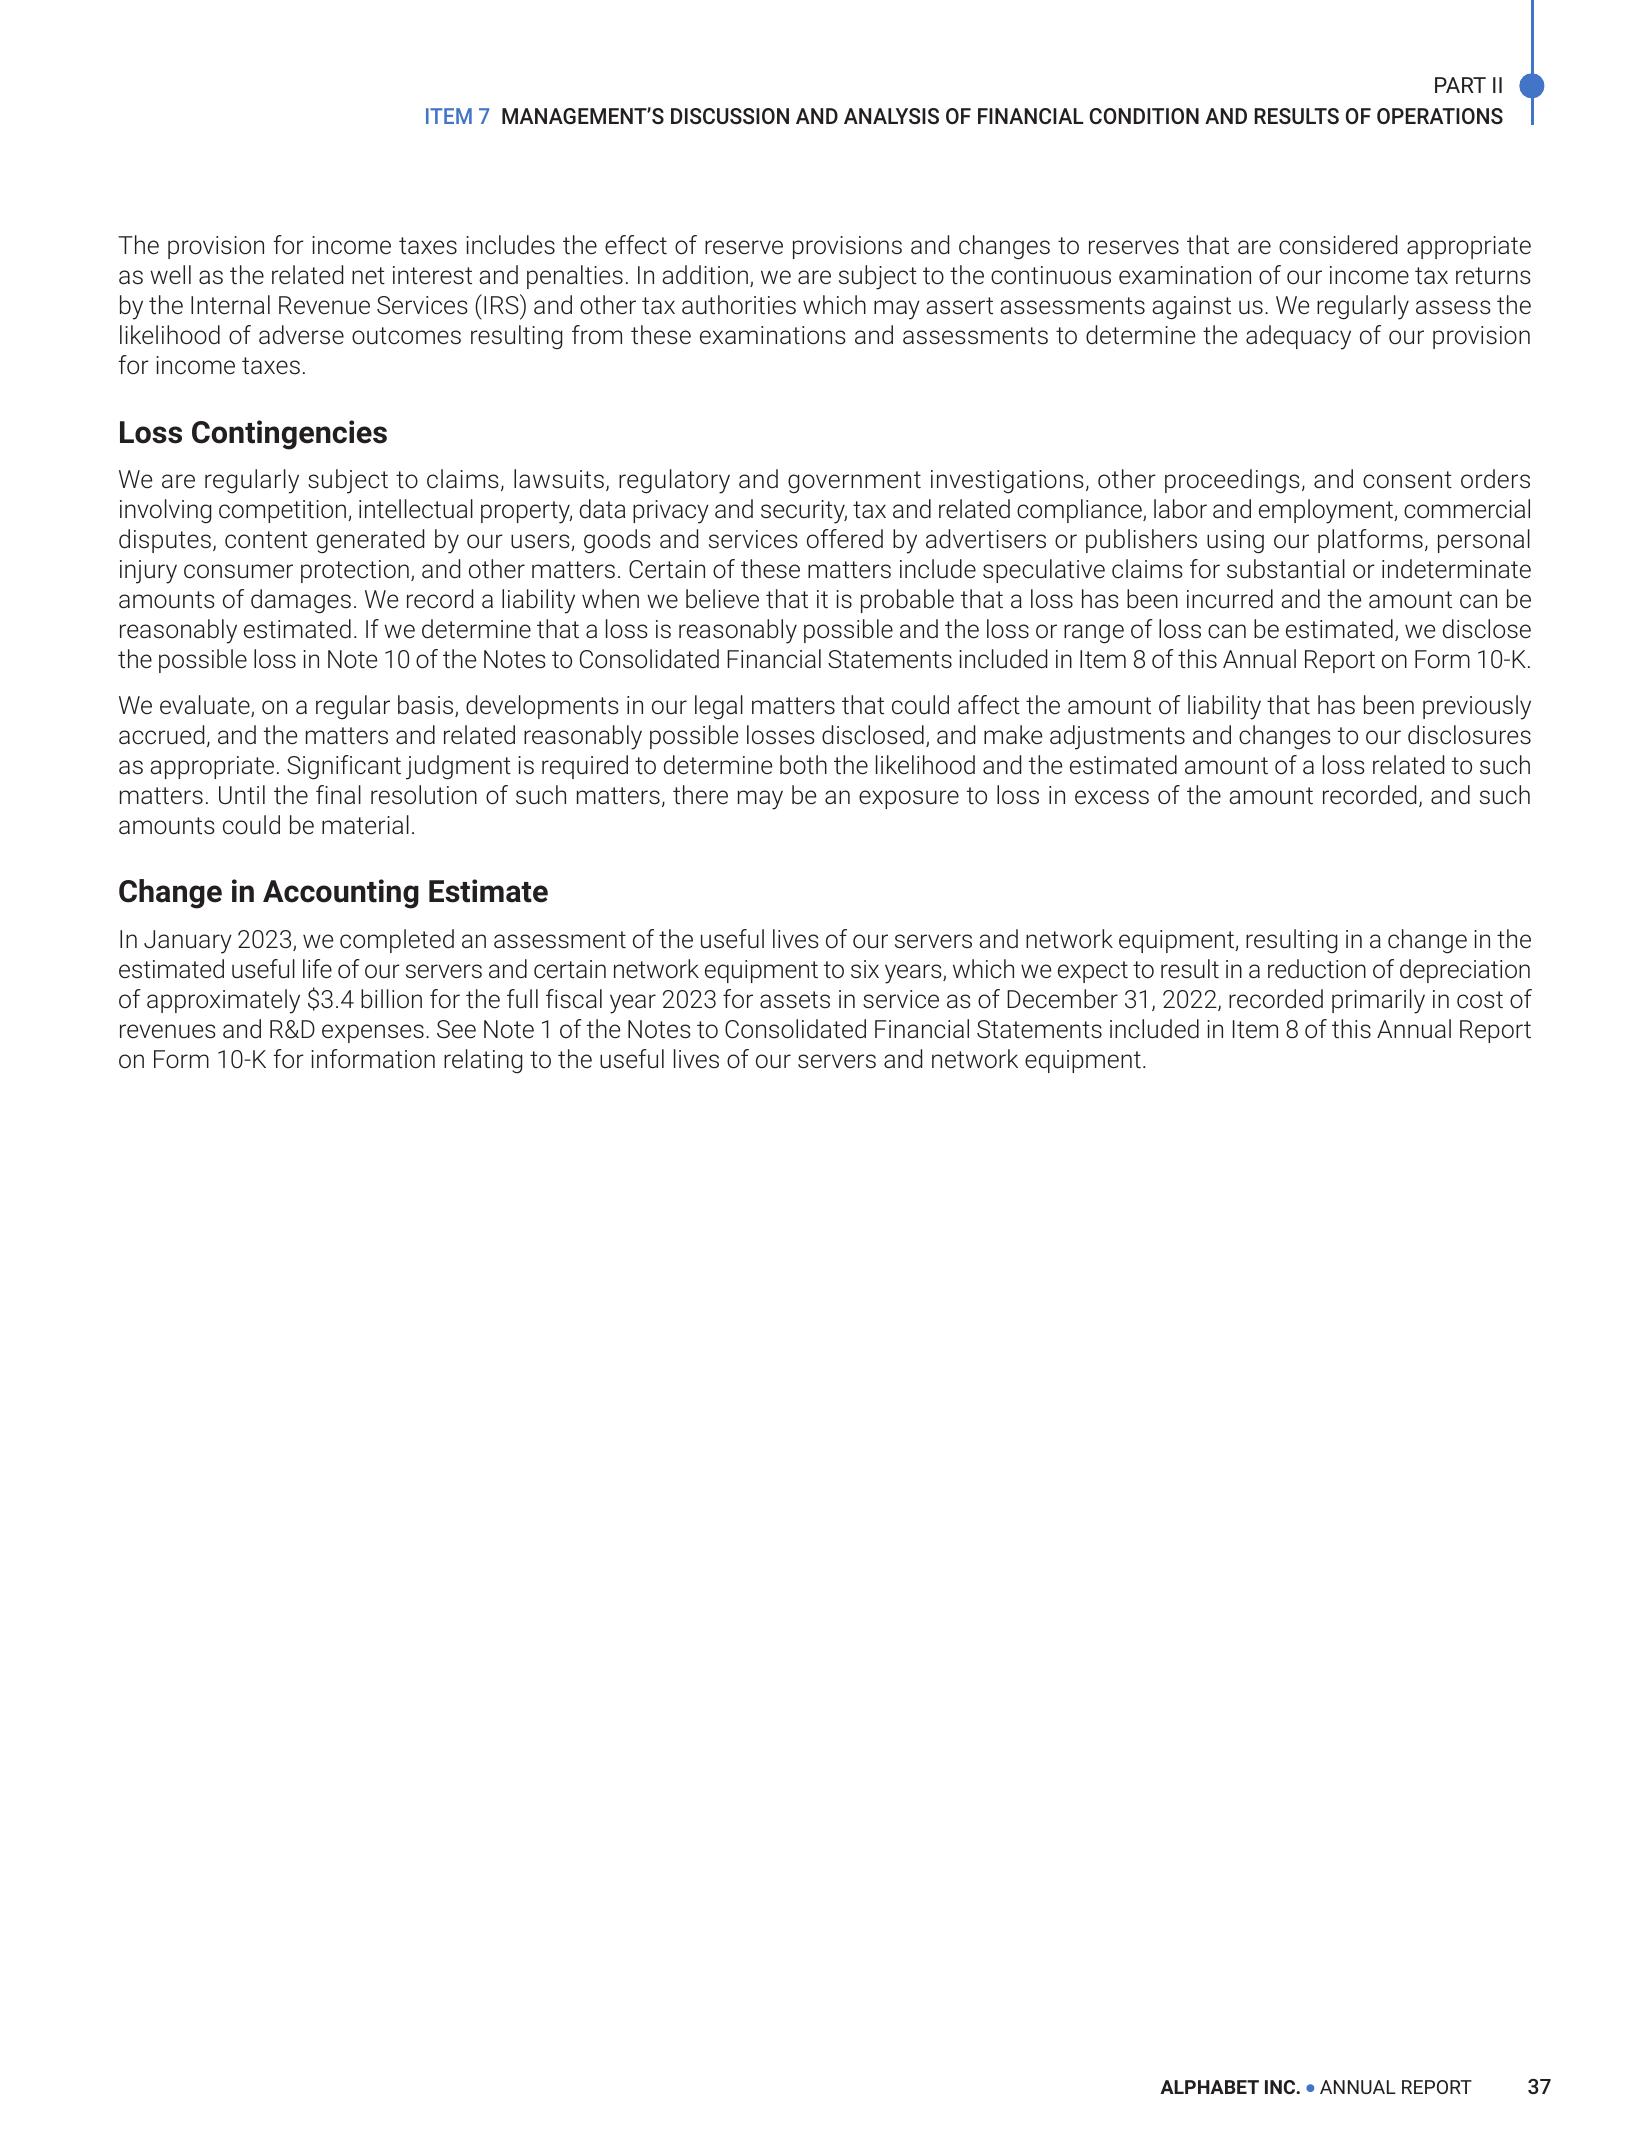 PART II
ITEM 7 MANAGEMENT'S DISCUSSION AND ANALYSIS OF FINANCIAL CONDITION AND RESULTS OF OPERATIONS
The provision for income taxes includes the effect of reserve provisions and changes to reserves that are considered appropriate
as well as the related net interest and penalties. In addition, we are subject to the continuous examination of our income tax returns
by the Internal Revenue Services (IRS) and other tax authorities which may assert assessments against us. We regularly assess the
likelihood of adverse outcomes resulting from these examinations and assessments to determine the adequacy of our provision
for income taxes.
Loss Contingencies
We are regularly subject to claims, lawsuits, regulatory and government investigations, other proceedings, and consent orders
involving competition, intellectual property, data privacy and security, tax and related compliance, labor and employment, commercial
disputes, content generated by our users, goods and services offered by advertisers or publishers using our platforms, personal
injury consumer protection, and other matters. Certain of these matters include speculative claims for substantial or indeterminate
amounts of damages. We record a liability when we believe that it is probable that a loss has been incurred and the amount can be
reasonably estimated. If we determine that a loss is reasonably possible and the loss or range of loss can be estimated, we disclose
the possible loss in Note 10 of the Notes to Consolidated Financial Statements included in Item 8 of this Annual Report on Form 10-K.
We evaluate, on a regular basis, developments in our legal matters that could affect the amount of liability that has been previously
accrued, and the matters and related reasonably possible losses disclosed, and make adjustments and changes to our disclosures
as appropriate. Significant judgment is required to determine both the likelihood and the estimated amount of a loss related to such
matters. Until the final resolution of such matters, there may be an exposure to loss in excess of the amount recorded, and such
amounts could be material.
Change in Accounting Estimate
In January 2023, we completed an assessment of the useful lives of our servers and network equipment, resulting in a change in the
estimated useful life of our servers and certain network equipment to six years, which we expect to result in a reduction of depreciation
of approximately $3.4 billion for the full fiscal year 2023 for assets in service as of December 31, 2022, recorded primarily in cost of
revenues and R&D expenses. See Note 1 of the Notes to Consolidated Financial Statements included in Item 8 of this Annual Report
on Form 10-K for information relating to the useful lives of our servers and network equipment.
ALPHABET INC. • ANNUAL REPORT 37